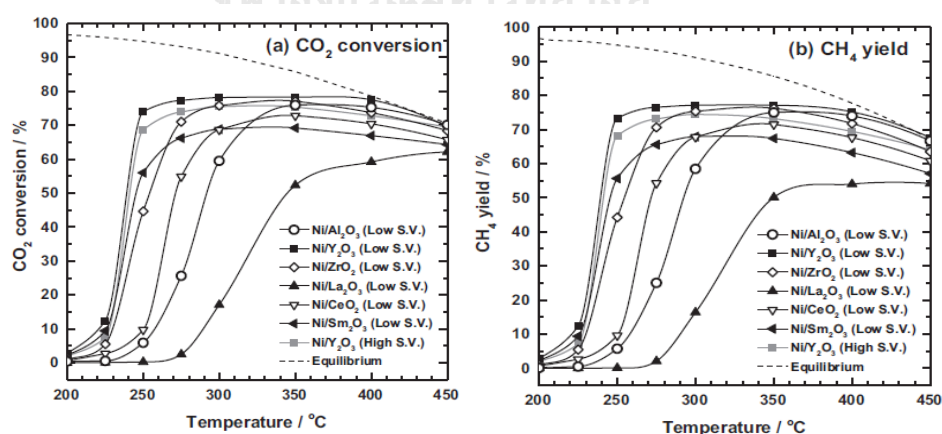 (a) CO₂ conversion
CO₂ conversion / %
100
90
80
70
60
50
40
30
20
10
0
Ni/Al₂O₃ (Low S.V.)
Ni/Y₂O₃ (Low S.V.)
Ni/ZrO₂ (Low S.V.)
Ni/La₂O₃ (Low S.V.)
Ni/CeO₂ (Low S.V.)
Ni/Sm₂O₃ (Low S.V.)
Ni/Y₂O₃ (High S.V.)
Equilibrium
200 250 300 350 400 450
Temperature / °C
(b) CH₄ yield
CH₄ yield / %
100
90
80
70
60
50
40
30
20
10
0
Ni/Al₂O₃ (Low S.V.)
Ni/Y₂O₃ (Low S.V.)
Ni/ZrO₂ (Low S.V.)
Ni/La₂O₃ (Low S.V.)
Ni/CeO₂ (Low S.V.)
Ni/Sm₂O₃ (Low S.V.)
Ni/Y₂O₃ (High S.V.)
Equilibrium
200 250 300 350 400 450
Temperature / °C